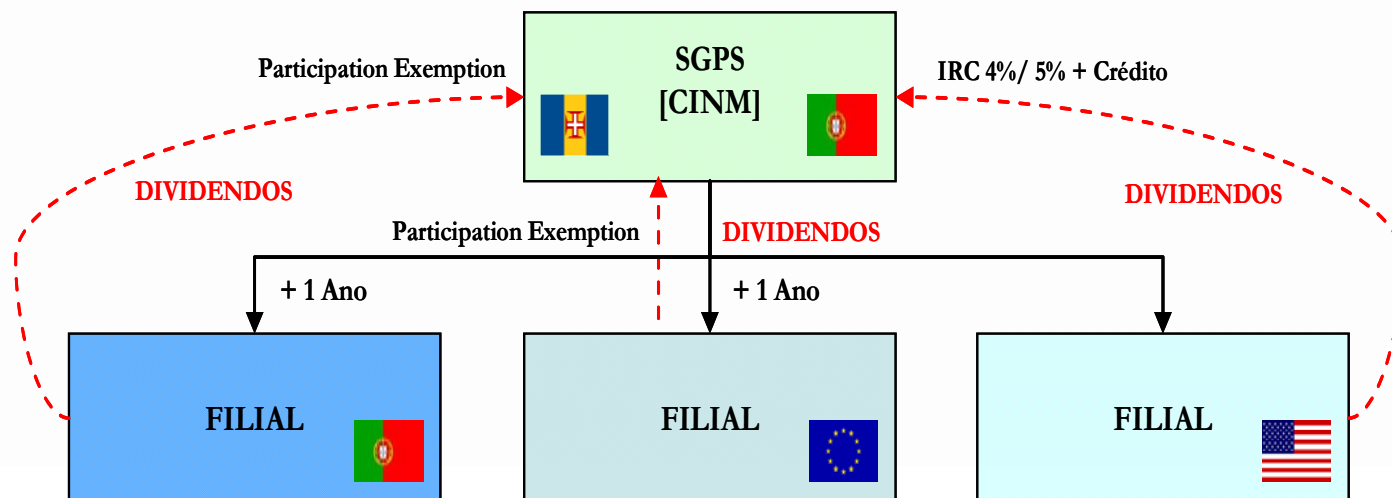 SGPS
[CINM]
Participation Exemption
IRC 4%/ 5% + Crédito
DIVIDENDOS
DIVIDENDOS
Participation Exemption
DIVIDENDOS
+ 1 Ano
+ 1 Ano
FILIAL
FILIAL
FILIAL